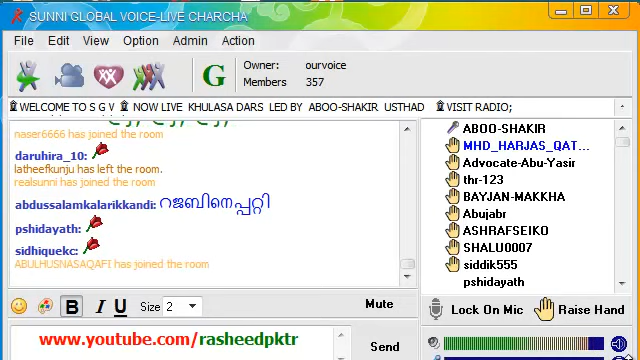 SUNNI GLOBAL VOICE-LIVE CHARCHA
File Edit View Option Admin Action
G
Owner: ourvoice
Members 357
WELCOME TO S G V NOW LIVE KHULASA DARS LED BY ABOO-SHAKIR USTHAD VISIT RADIO;
naser6666 has joined the room
daruhira_10:
latheefkunju has left the room.
realsunni has joined the room
abdussalamkalarikkandi: റജബിനെപ്പറ്റി
pshidayath:
sidhiquekc:
ABULHUSNASAQAFI has joined the room
ABOO-SHAKIR
MHD_HARJAS_QAT...
Advocate-Abu-Yasir
thr-123
BAYJAN-MAKKHA
Abujabr
ASHRAFSEIKO
SHALU0007
siddik555
pshidayath
B I U Size 2 Mute
Lock On Mic Raise Hand
www.youtube.com/rasheedpktr
Send